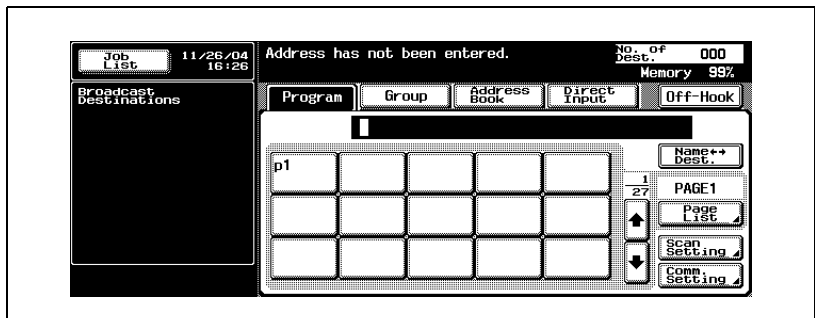 Job List
11/26/04
16:26
Address has not been entered.
No. of Dest. 000
Memory 99%
Broadcast
Destinations
Program
Group
Address Book
Direct Input
Off-Hook
Name↔
Dest.
p1
1
27
PAGE1
Page List
Scan Setting
Comm. Setting